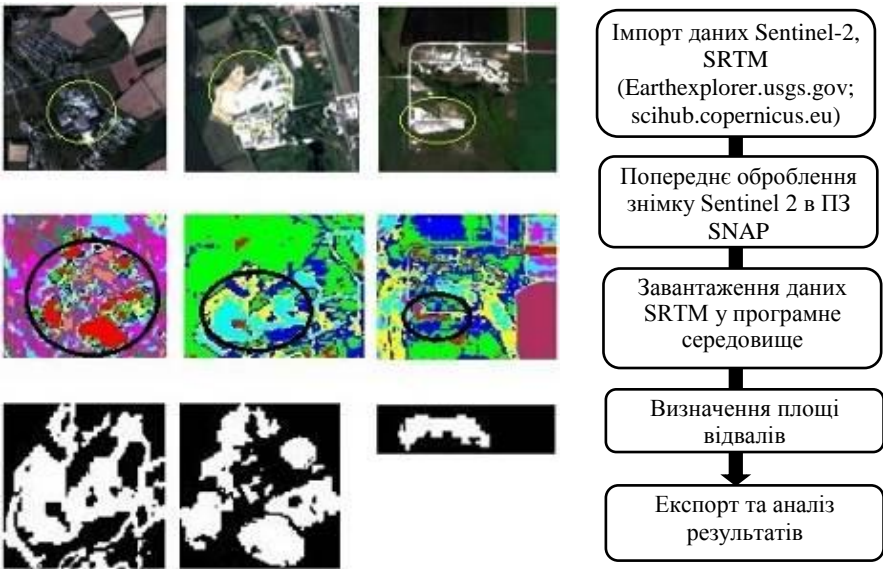 Імпорт даних Sentinel-2,
SRTM
(Earthexplorer.usgs.gov;
scihub.copernicus.eu)
Попереднє оброблення
знімку Sentinel 2 в ПЗ
SNAP
Завантаження даних
SRTM у програмне
середовище
Визначення площі
відвалів
Експорт та аналіз
результатів